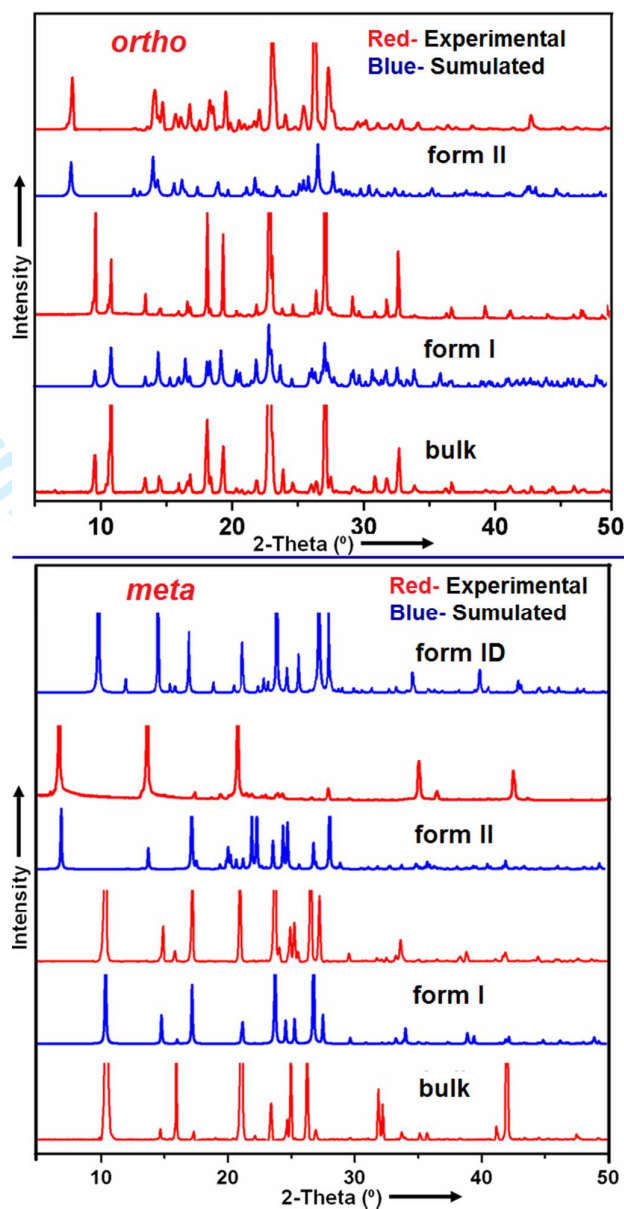 ortho
Red- Experimental
Blue- Sumulated
form II
form I
bulk
Intensity
10 20 30 40 50
2-Theta (º)
meta
Red- Experimental
Blue- Sumulated
form ID
form II
form I
bulk
Intensity
10 20 30 40 50
2-Theta (º)